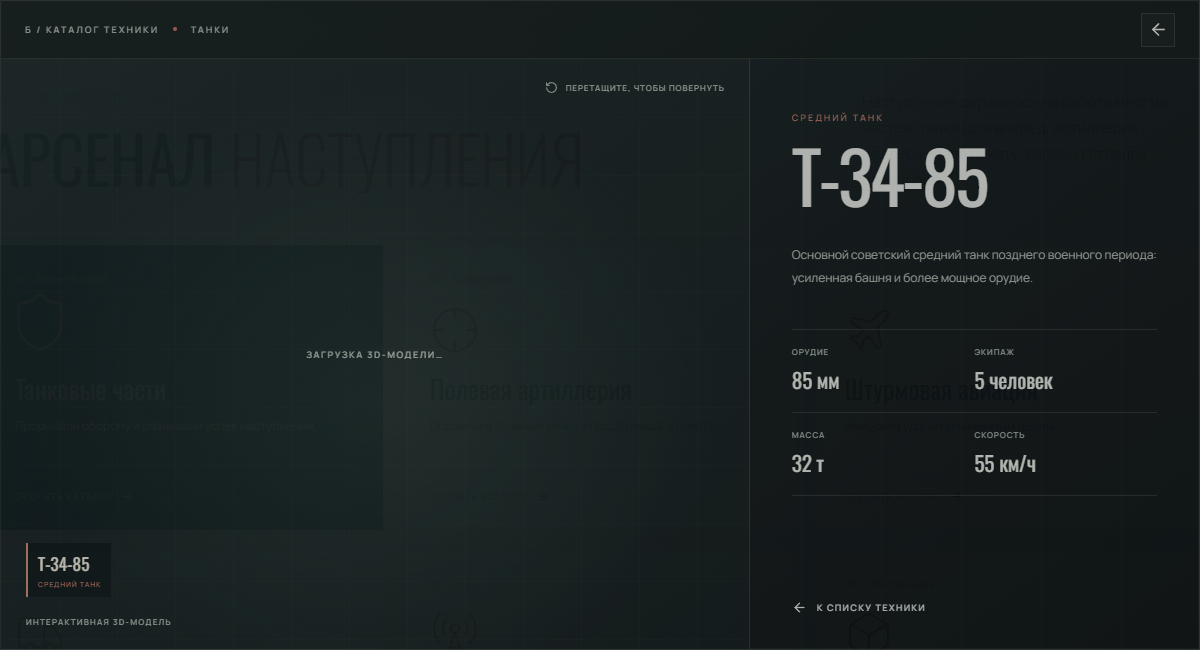 Б / КАТАЛОГ ТЕХНИКИ • ТАНКИ
ПЕРЕТАЩИТЕ, ЧТОБЫ ПОВЕРНУТЬ
АРСЕНАЛ НАСТУПЛЕНИЯ
СРЕДНИЙ ТАНК
Т-34-85
Основной советский средний танк позднего военного периода:
усиленная башня и более мощное орудие.
ЗАГРУЗКА 3D-МОДЕЛИ…
Танковые части
Полевая артиллерия
Штурмовая авиация
ОРУДИЕ
85 мм
ЭКИПАЖ
5 человек
МАССА
32 т
СКОРОСТЬ
55 км/ч
Т-34-85
СРЕДНИЙ ТАНК
ИНТЕРАКТИВНАЯ 3D-МОДЕЛЬ
К СПИСКУ ТЕХНИКИ